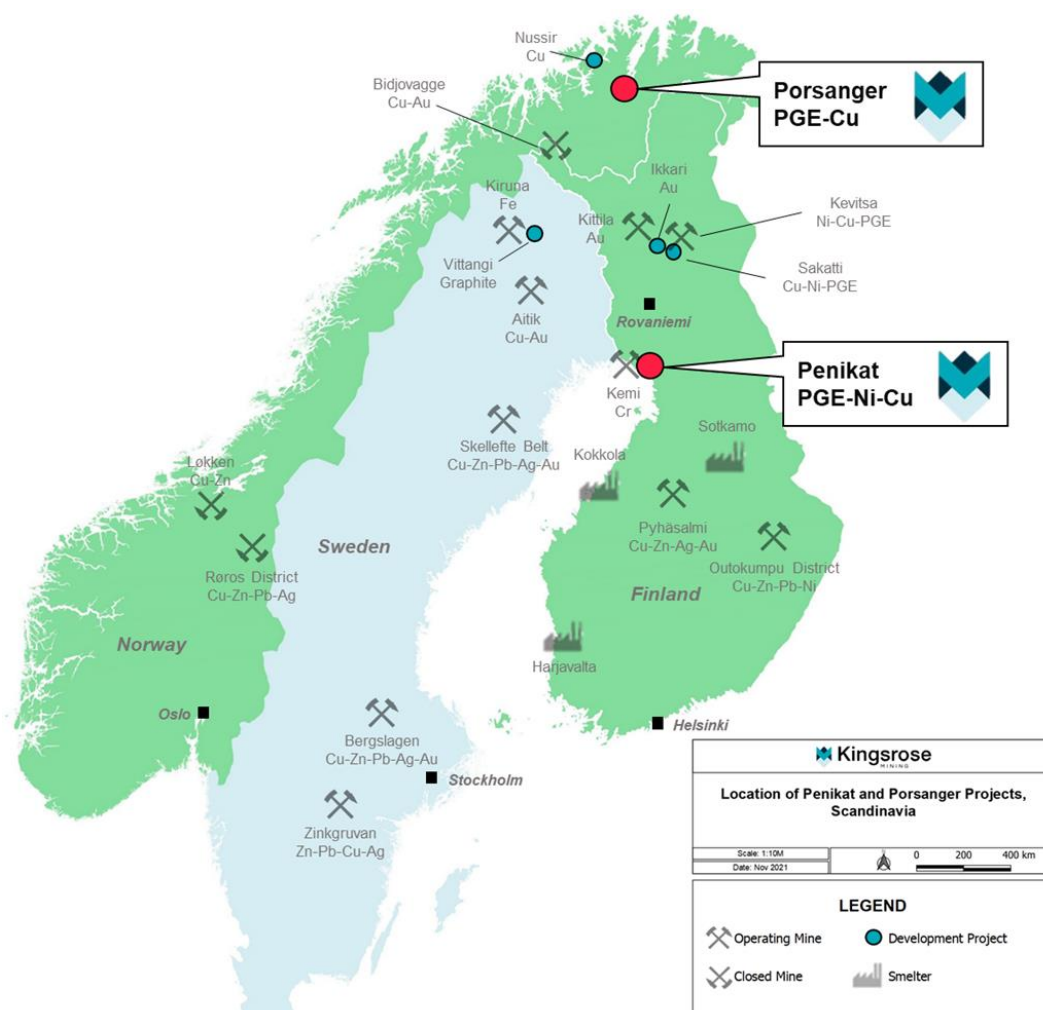 Nussir
Cu
Bidjovagge
Cu-Au
Porsanger
PGE-Cu
Ikkari
Au
Kiruna
Fe
Kittila
Au
Kevitsa
Ni-Cu-PGE
Vittangi
Graphite
Sakatti
Cu-Ni-PGE
Aitik
Cu-Au
Rovaniemi
Penikat
PGE-Ni-Cu
Kemi
Cr
Skellefte Belt
Cu-Zn-Pb-Ag-Au
Sotkamo
Kokkola
Løkken
Cu-Zn
Pyhäsalmi
Cu-Zn-Ag-Au
Sweden
Røros District
Cu-Zn-Pb-Ag
Outokumpu District
Cu-Zn-Pb-Ni
Finland
Norway
Harjavalta
Oslo
Helsinki
Bergslagen
Cu-Zn-Pb-Ag-Au
Stockholm
Zinkgruvan
Zn-Pb-Cu-Ag
Kingsrose
MINING
Location of Penikat and Porsanger Projects,
Scandinavia
Scale: 1:10M
Date: Nov 2021
0 200 400 km
LEGEND
Operating Mine
Development Project
Closed Mine
Smelter